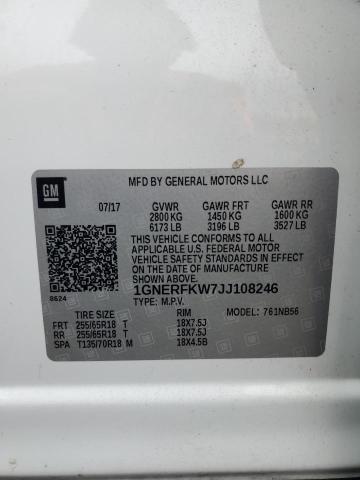 GM
MFD BY GENERAL MOTORS LLC
07/17 GVWR GAWR FRT GAWR RR
2800 KG 1450 KG 1600 KG
6173 LB 3196 LB 3527 LB
THIS VEHICLE CONFORMS TO ALL
APPLICABLE U.S. FEDERAL MOTOR
VEHICLE SAFETY STANDARDS IN
EFFECT ON THE DATE OF MANUFACTURE
SHOWN ABOVE.
1GNERFKW7JJ108246
8624 TYPE: M.P.V.
TIRE SIZE RIM MODEL: 761NB56
FRT 255/65R18 T 18X7.5J
RR 255/65R18 T 18X7.5J
SPA T135/70R18 M 18X4.5B